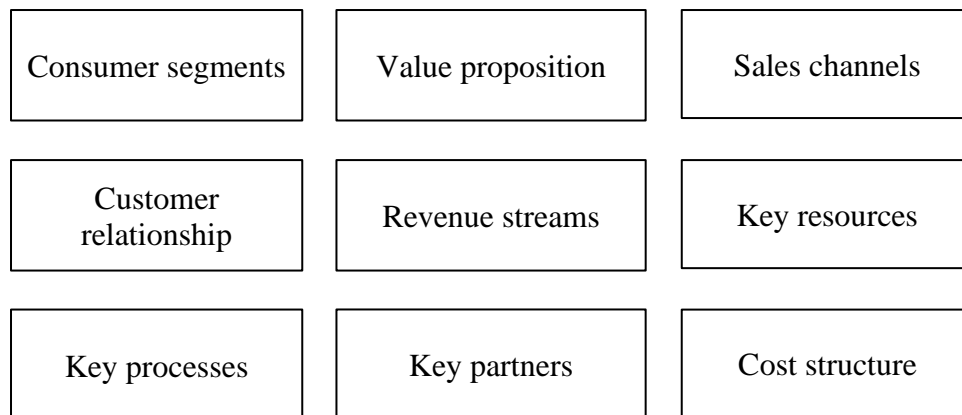 Consumer segments
Value proposition
Sales channels
Customer
relationship
Revenue streams
Key resources
Key processes
Key partners
Cost structure